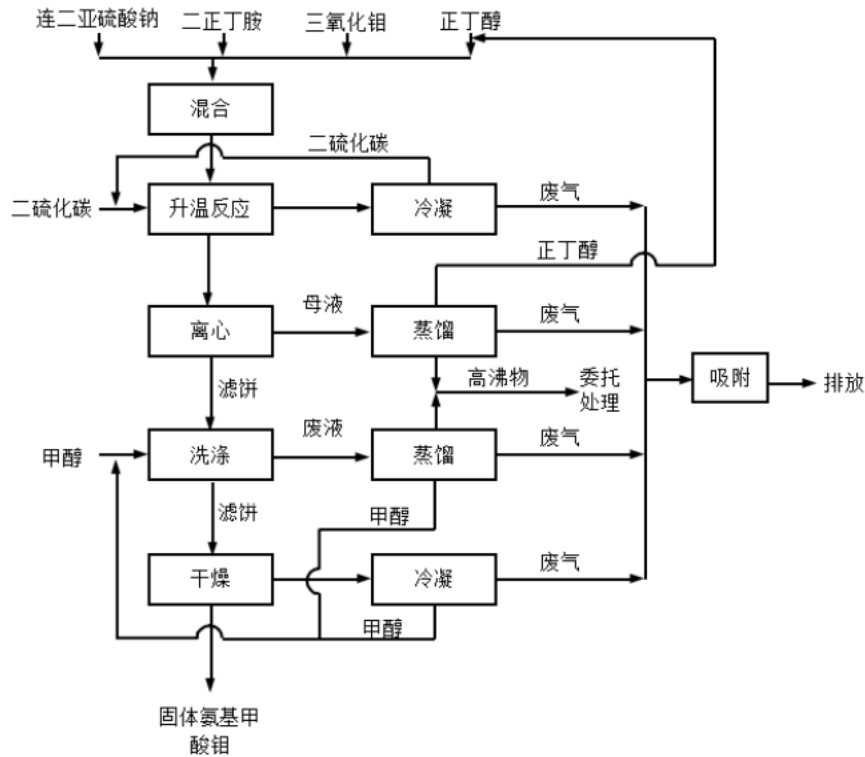 连二亚硫酸钠
二正丁胺
三氧化钼
正丁醇
混合
二硫化碳
二硫化碳
升温反应
冷凝
废气
正丁醇
母液
离心
蒸馏
废气
吸附
排放
滤饼
高沸物
委托
处理
废液
甲醇
洗涤
蒸馏
废气
滤饼
甲醇
干燥
冷凝
废气
甲醇
固体氨基甲
酸钼